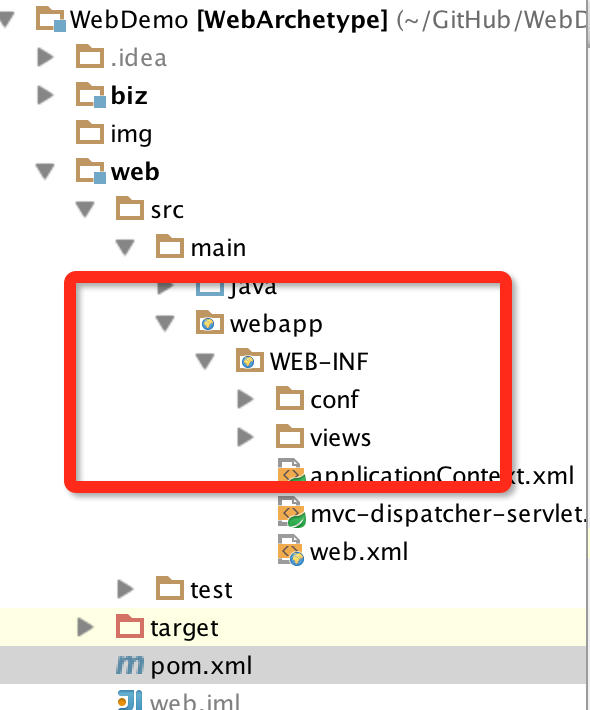 WebDemo [WebArchetype] (~/GitHub/WebD
.idea
biz
img
web
src
main
java
webapp
WEB-INF
conf
views
applicationContext.xml
mvc-dispatcher-servlet.
web.xml
test
target
pom.xml
web.iml